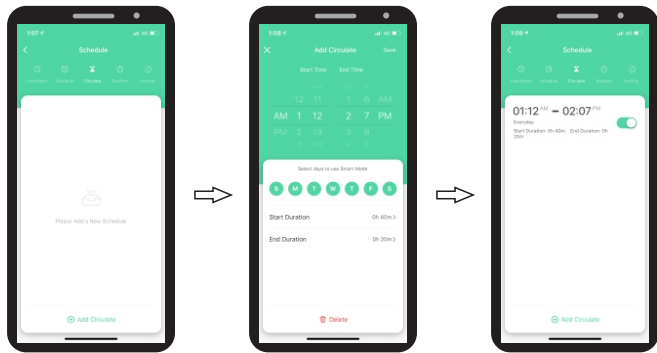 1:07
4G
Schedule
Countdown Schedule Circulate Random Inching
Please Add a New Schedule
Add Circulate
1:09
4G
Add Circulate Save
Start Time End Time
12 11 1 6 AM
AM 1 12 2 7 PM
PM 2 13 3 8
Select days to use Smart Mode
S M T W T F S
Start Duration 0h 40m >
End Duration 0h 20m >
Delete
1:09
4G
Schedule
Countdown Schedule Circulate Random Inching
01:12 AM – 02:07 PM
Everyday
Start Duration: 0h 40m End Duration: 0h
20m
Add Circulate